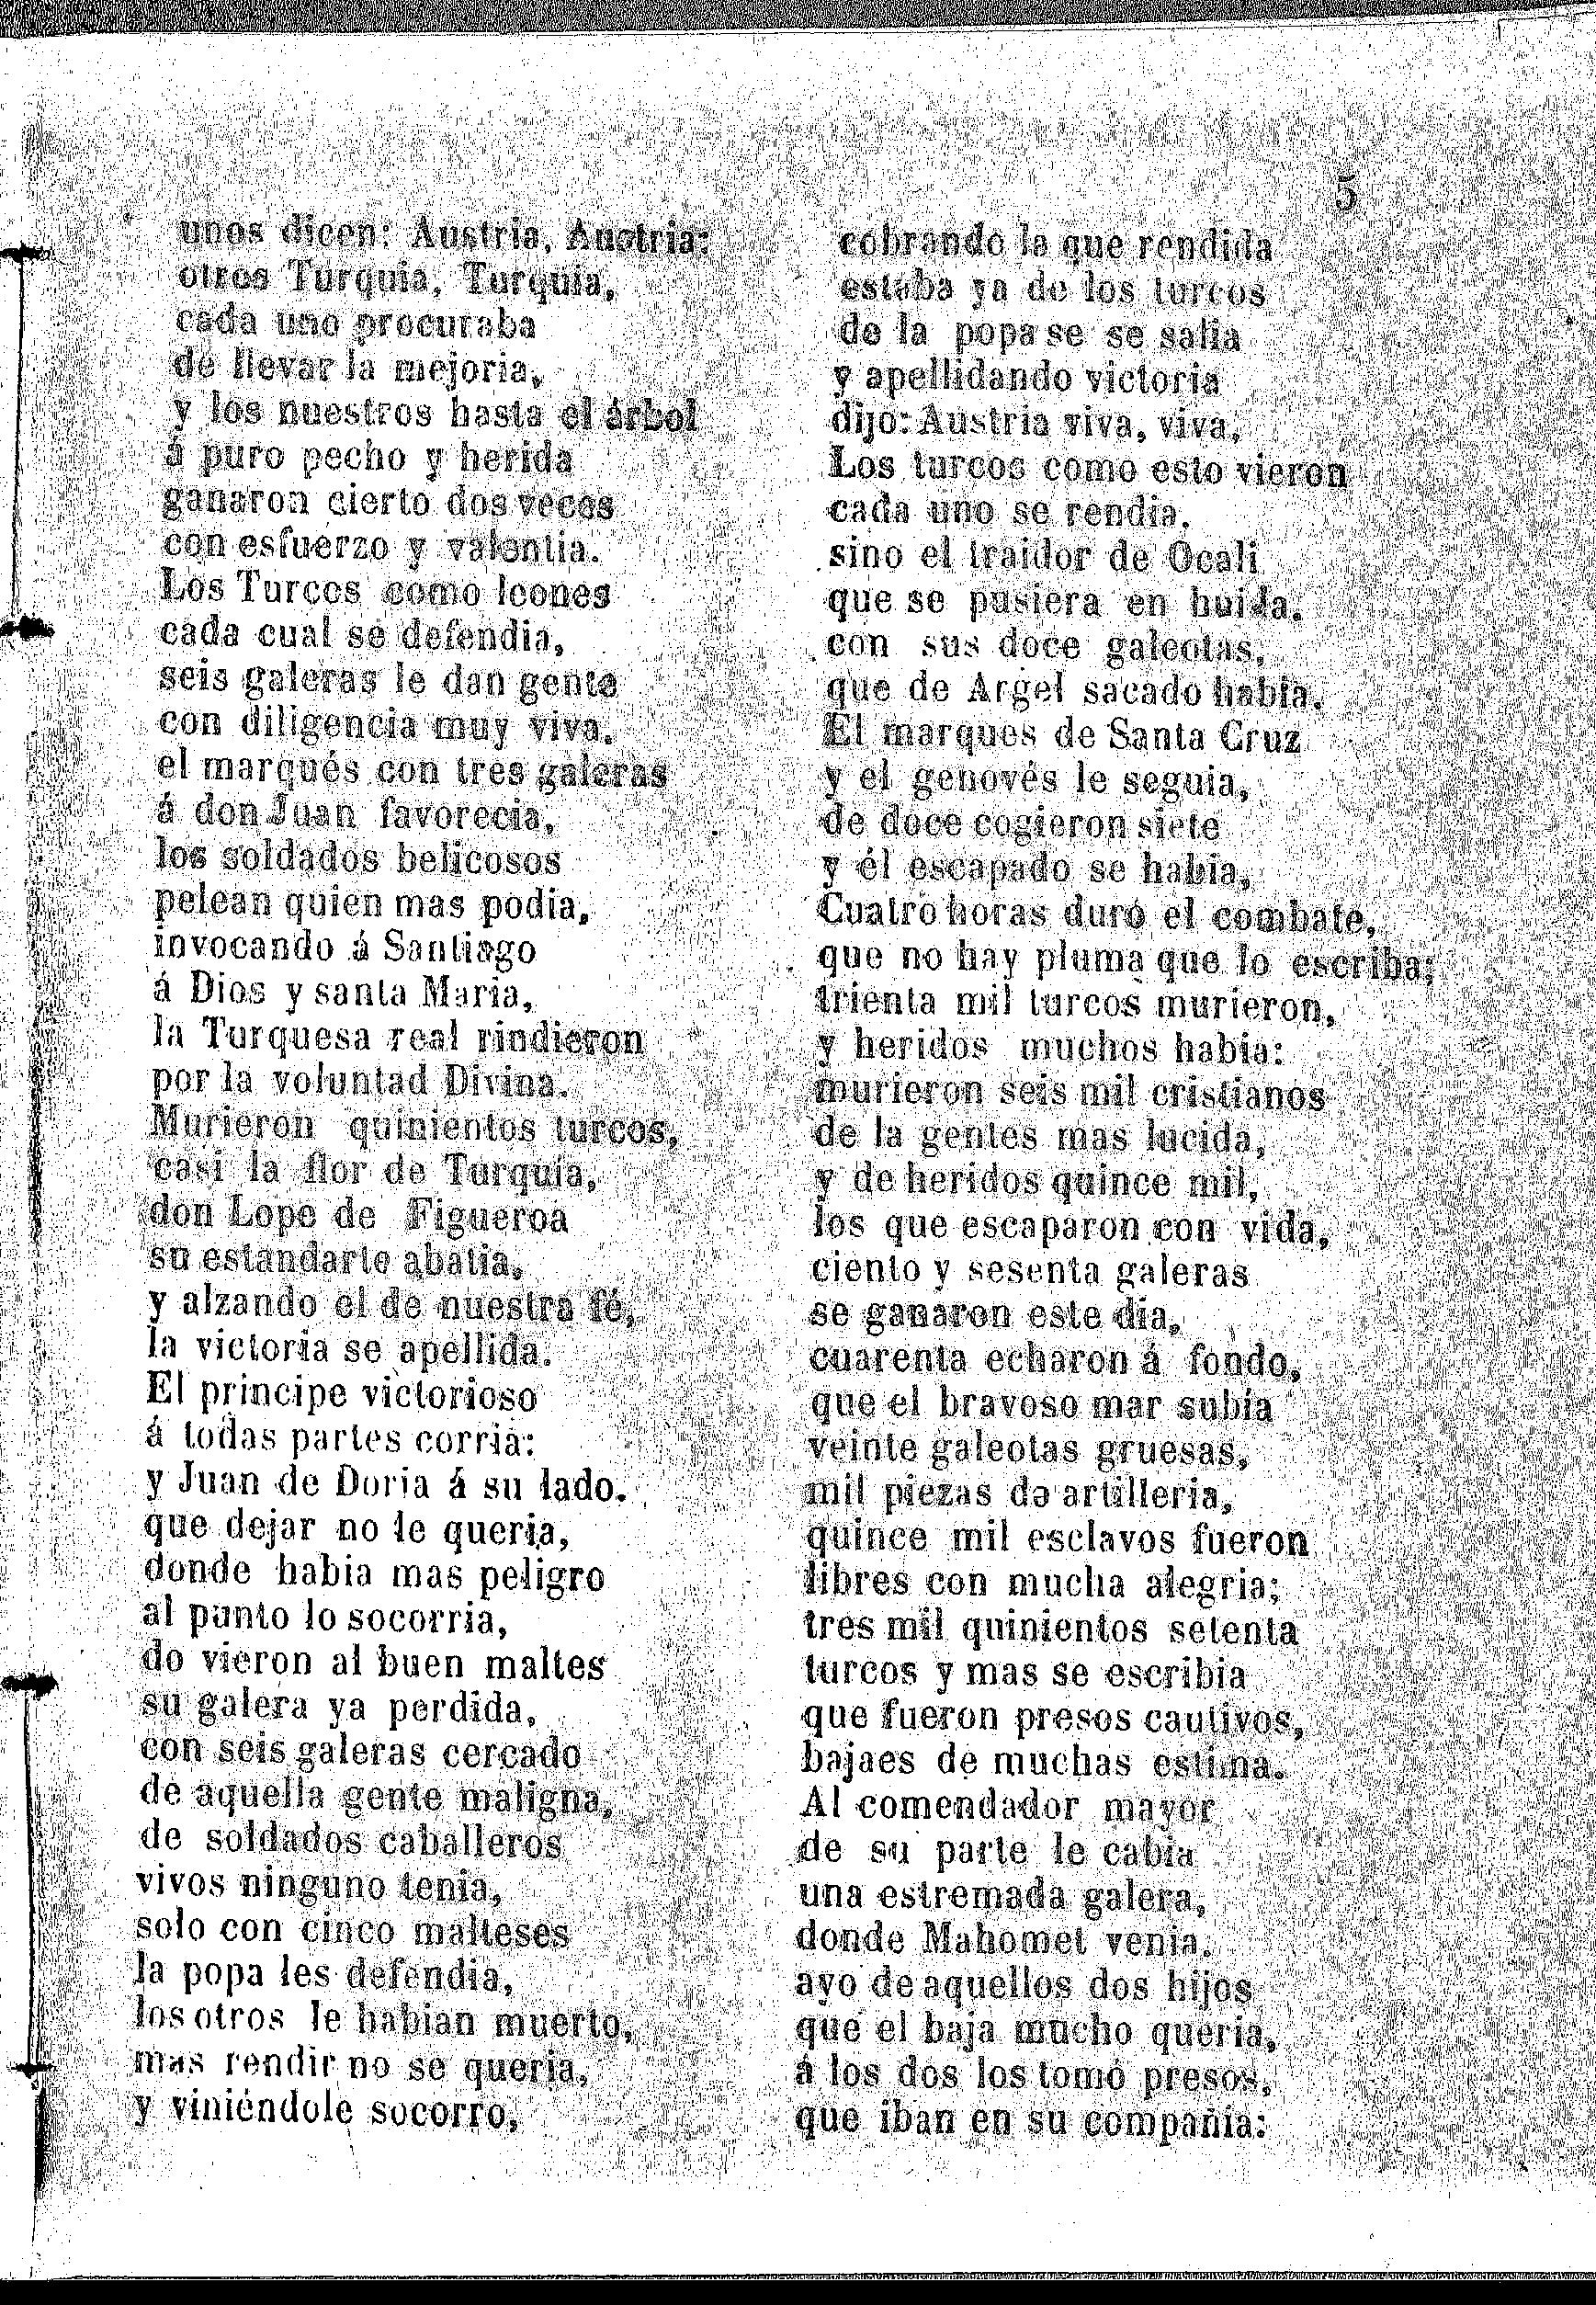 5
unos dicen: Austria, Austria:
otros Turquia, Turquía,
cada uno procuraba
de llevar la mejoria,
y los nuestros hasta el árbol
á puro pecho y herida
ganaron cierto dos veces
con esfuerzo y valentia.
Los Turcos como leones
cada cual se defendia,
seis galeras le dan gente
con diligencia muy viva.
el marqués con tres galeras
á don Juan favorecia,
los soldados belicosos
pelean quien mas podia,
invocando á Santiago
á Dios y santa Maria,
la Turquesa real rindieron
por la voluntad Divina.
Murieron quinientos turcos,
casi la flor de Turquía,
don Lope de Figueroa
su estandarte abatia,
y alzando el de nuestra fé,
la victoria se apellida.
El principe victorioso
á todas partes corria:
y Juan de Doria á su lado.
que dejar no le queria,
donde habia mas peligro
al punto lo socorria,
do vieron al buen maltes
su galera ya perdida,
con seis galeras cercado
de aquella gente maligna,
de soldados caballeros
vivos ninguno tenia,
solo con cinco malteses
la popa les defendia,
los otros le habian muerto,
mas rendir no se queria,
y viniéndole socorro,
cobrando la que rendida
estaba ya de los turcos
de la popa se se salia
y apellidando victoria
dijo: Austria viva, viva,
Los turcos como esto vieron
cada uno se rendia,
sino el traidor de Ocali
que se pusiera en huida.
con sus doce galeotas,
que de Argel sacado habia.
El marques de Santa Cruz
y el genovés le seguia,
de doce cogieron siete
y él escapado se habia,
Cuatro horas duró el combate,
que no hay pluma que lo escriba;
trienta mil turcos murieron,
y heridos muchos habia:
murieron seis mil cristianos
de la gentes mas lucida,
y de heridos quince mil,
los que escaparon con vida,
ciento y sesenta galeras
se ganaron este dia,
cuarenta echaron á fondo,
que el bravoso mar subía
veinte galeotas gruesas,
mil piezas de artilleria,
quince mil esclavos fueron
libres con mucha alegria;
tres mil quinientos setenta
turcos y mas se escribia
que fueron presos cautivos,
bajaes de muchas estima.
Al comendador mayor
de su parte le cabia
una estremada galera,
donde Mahomet venia.
ayo de aquellos dos hijos
que el baja mucho queria,
á los dos los tomó presos,
que iban en su compañia: